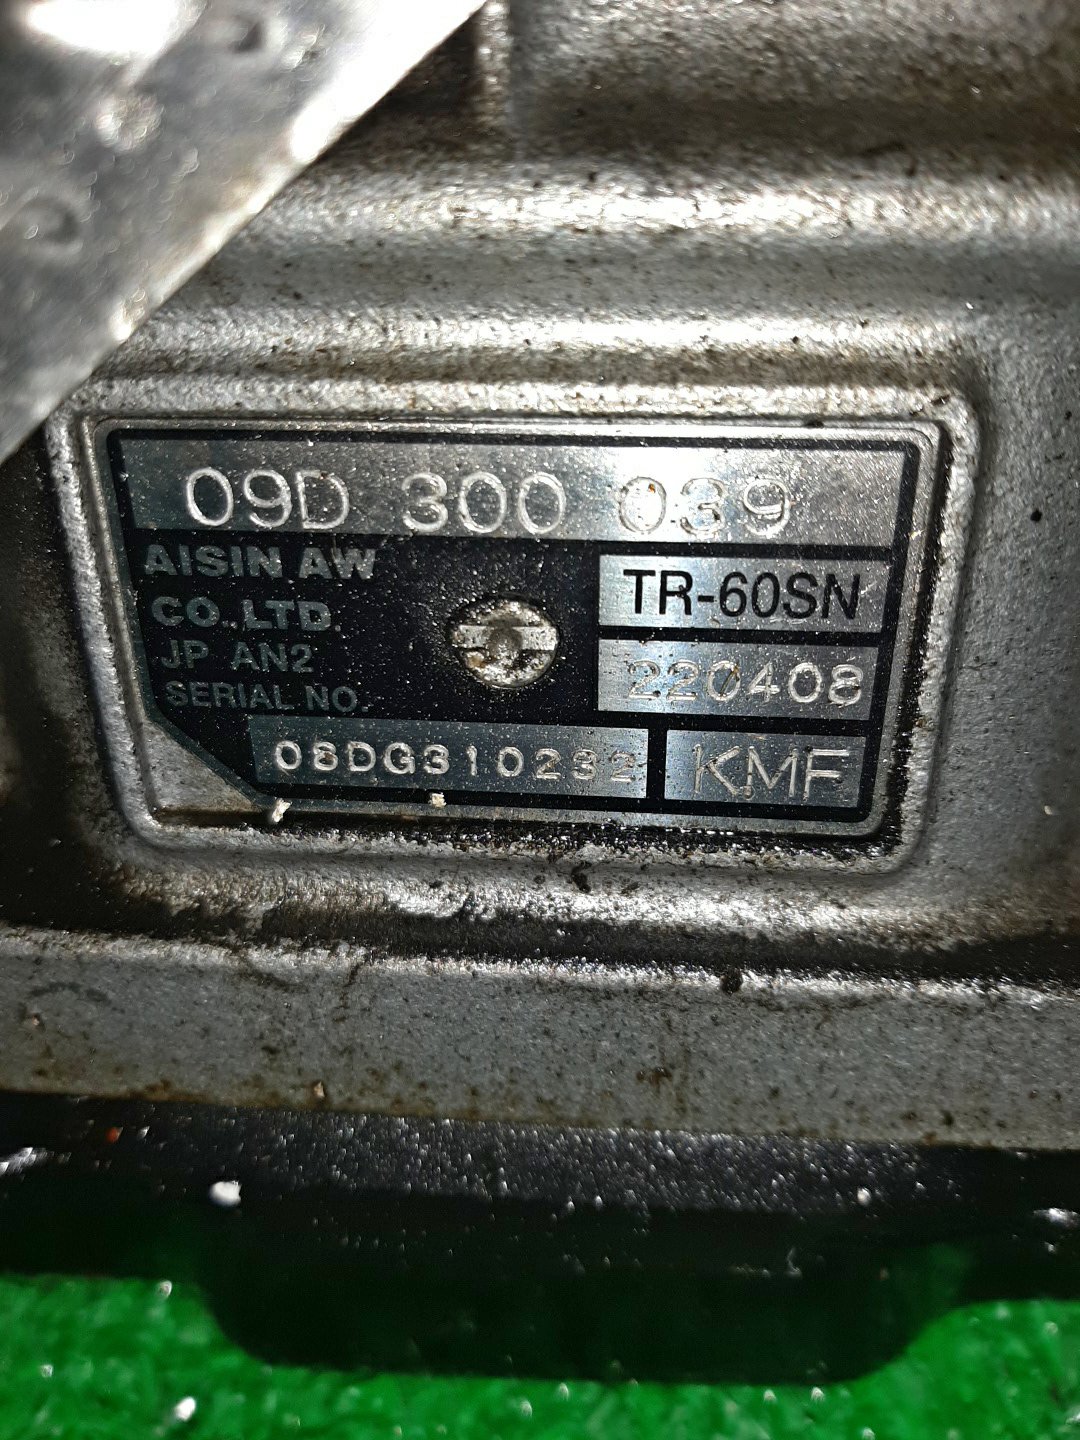 09D 300 039
AISIN AW
CO.,LTD.
TR-60SN
JP AN2
220408
SERIAL NO.
08DG310232
KMF